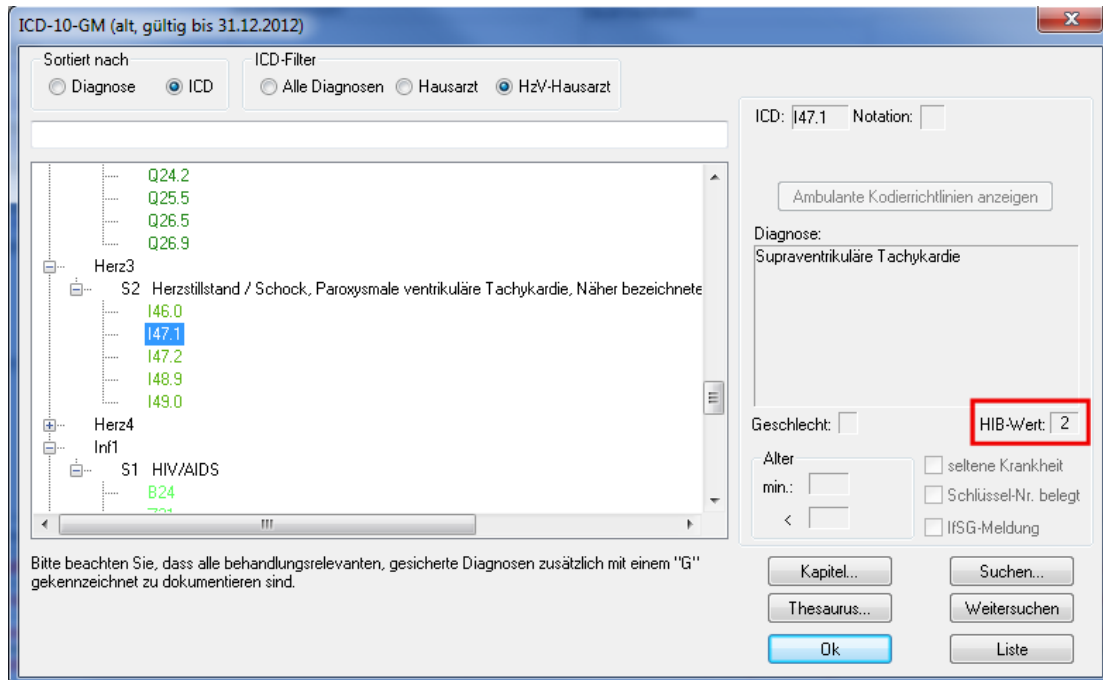 ICD-10-GM (alt, gültig bis 31.12.2012)
Sortiert nach
Diagnose
ICD
ICD-Filter
Alle Diagnosen
Hausarzt
HzV-Hausarzt
ICD: I47.1 Notation:
Ambulante Kodierrichtlinien anzeigen
Diagnose:
Supraventrikuläre Tachykardie
Q24.2
Q25.5
Q26.5
Q26.9
Herz3
S2 Herzstillstand / Schock, Paroxysmale ventrikuläre Tachykardie, Näher bezeichnete
I46.0
I47.1
I47.2
I48.9
I49.0
Herz4
Inf1
S1 HIV/AIDS
B24
Geschlecht:
HIB-Wert: 2
Alter
min.:
<
seltene Krankheit
Schlüssel-Nr. belegt
IfSG-Meldung
Bitte beachten Sie, dass alle behandlungsrelevanten, gesicherte Diagnosen zusätzlich mit einem "G"
gekennzeichnet zu dokumentieren sind.
Kapitel...
Suchen...
Thesaurus...
Weitersuchen
Ok
Liste